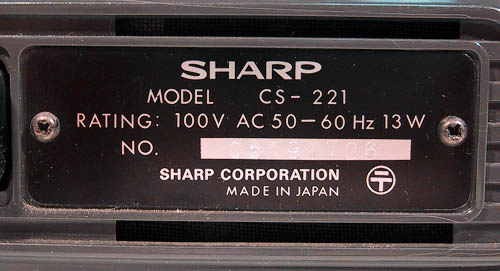 SHARP
MODEL CS-221
RATING: 100V AC 50-60 Hz 13W
NO.
SHARP CORPORATION
MADE IN JAPAN